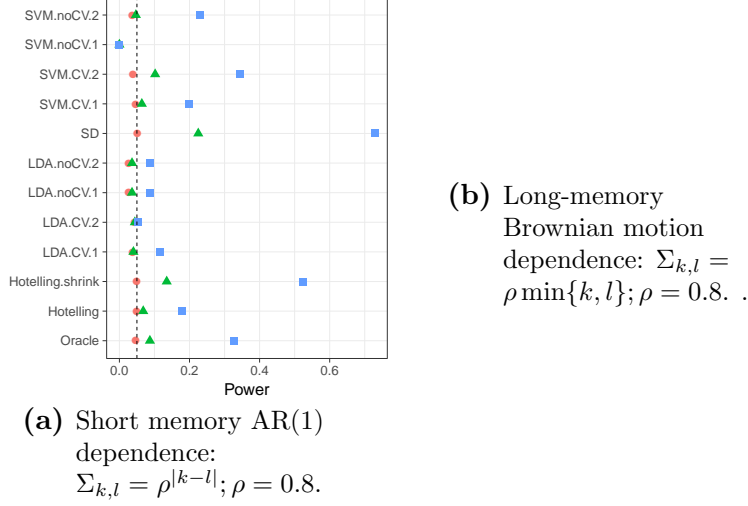 SVM.noCV.2
SVM.noCV.1
SVM.CV.2
SVM.CV.1
SD
LDA.noCV.2
LDA.noCV.1
LDA.CV.2
LDA.CV.1
Hotelling.shrink
Hotelling
Oracle
0.0 0.2 0.4 0.6
Power
(a) Short memory AR(1)
dependence:
Σ_{k,l} = ρ^{|k−l|}; ρ = 0.8.
(b) Long-memory
Brownian motion
dependence: Σ_{k,l} =
ρ min{k, l}; ρ = 0.8. .